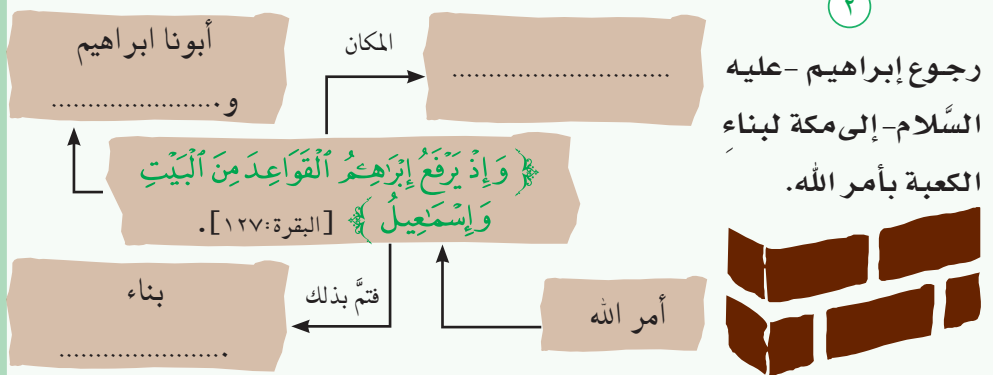 ٢
رجوع إبراهيم -عليه
السَّلام- إلى مكة لبناءِ
الكعبة بأمر الله.
المكان
...........................
أبونا ابراهيم
و......................
﴿ وَإِذۡ يَرۡفَعُ إِبۡرَٰهِـۧمُ ٱلۡقَوَاعِدَ مِنَ ٱلۡبَيۡتِ
وَإِسۡمَٰعِيلُ ﴾ [البقرة:١٢٧].
أمر الله
فتمَّ بذلك
بناء
......................